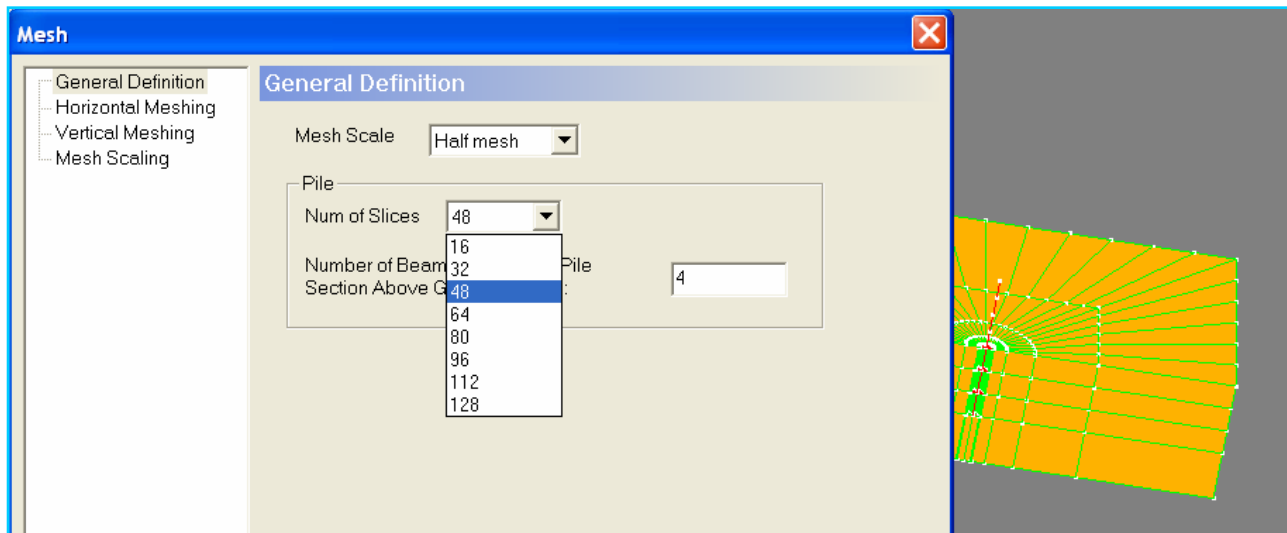 Mesh
General Definition
Horizontal Meshing
Vertical Meshing
Mesh Scaling
General Definition
Mesh Scale
Half mesh
Pile
Num of Slices
48
16
32
48
64
80
96
112
128
Number of Beam Pile
Section Above G :
4